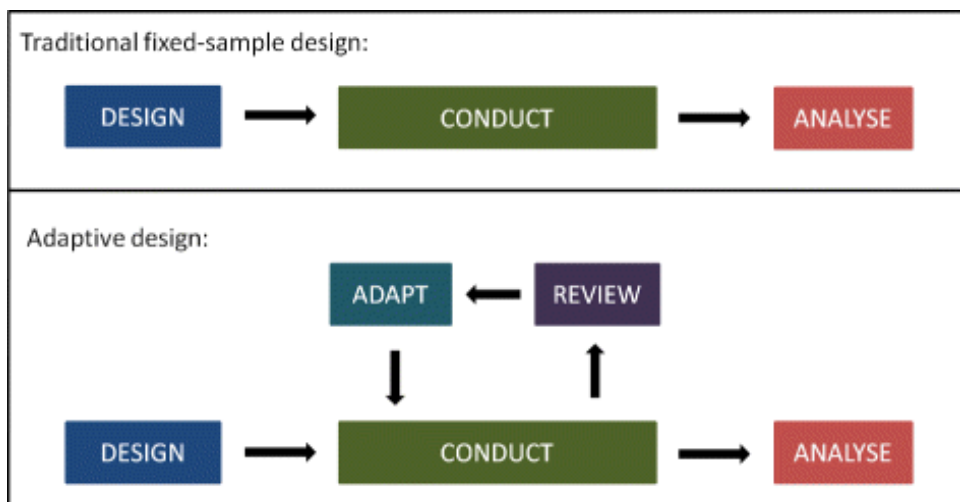 Traditional fixed-sample design:
DESIGN
CONDUCT
ANALYSE
Adaptive design:
ADAPT
REVIEW
DESIGN
CONDUCT
ANALYSE